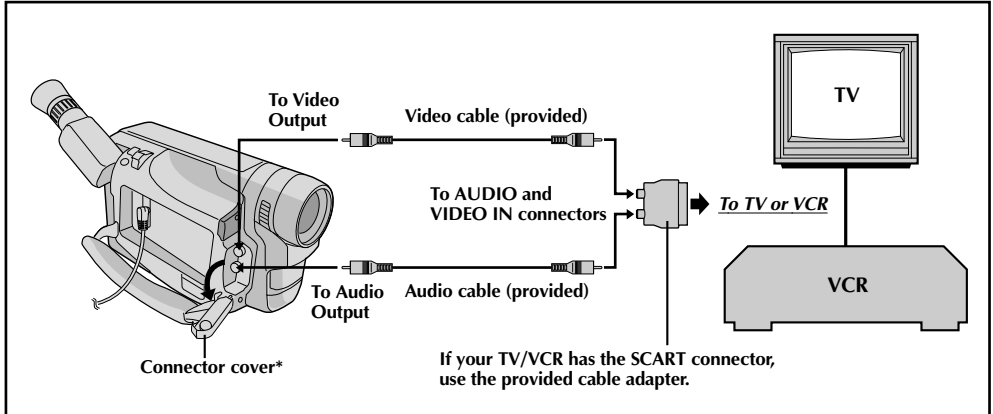 To Video
Output
Video cable (provided)
TV
To AUDIO and
VIDEO IN connectors
To TV or VCR
To Audio
Output
Audio cable (provided)
VCR
Connector cover*
If your TV/VCR has the SCART connector,
use the provided cable adapter.